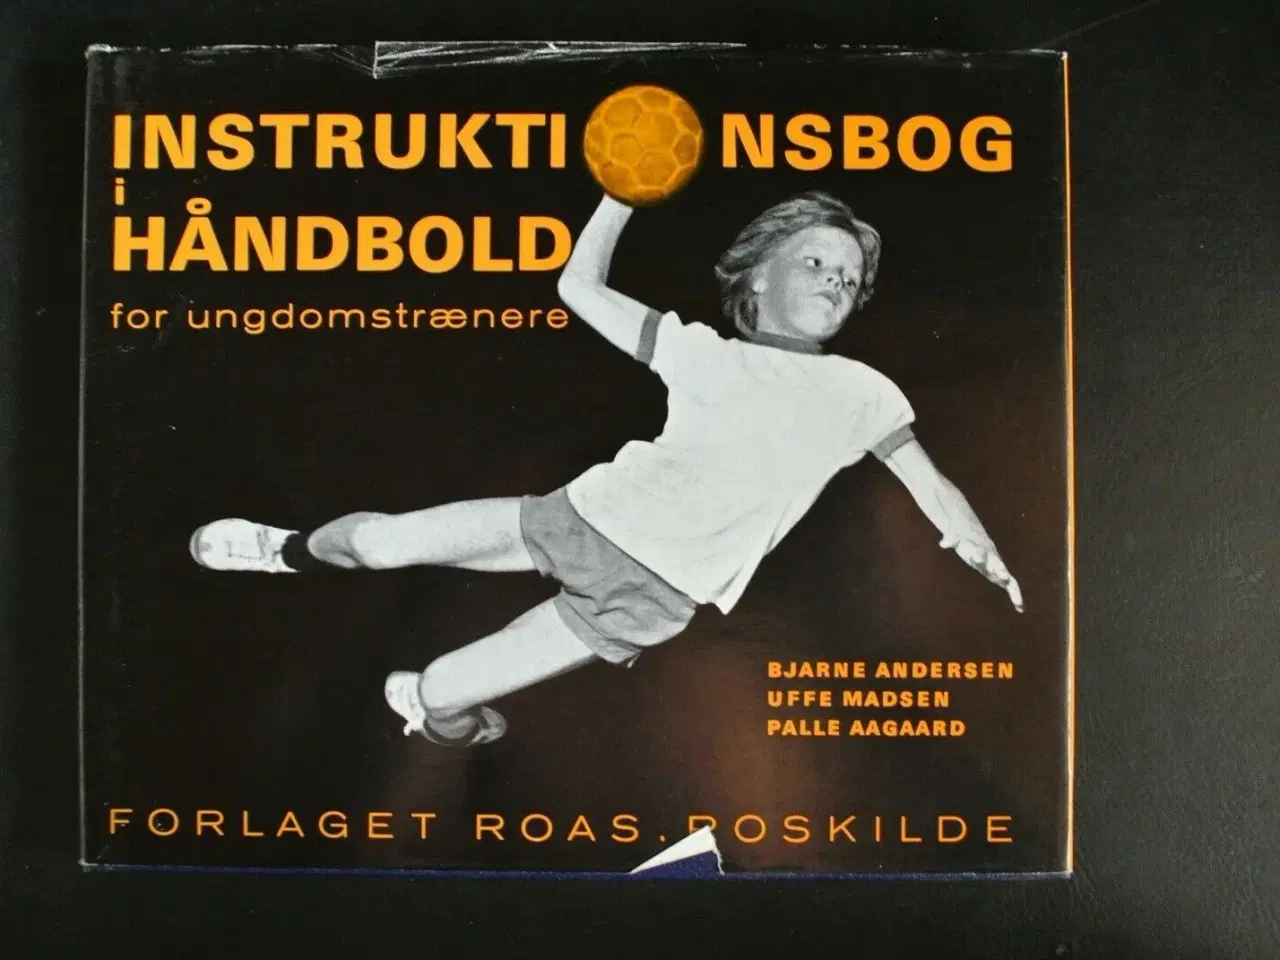 INSTRUKTIONSBOG
i
HÅNDBOLD
for ungdomstrænere
BJARNE ANDERSEN
UFFE MADSEN
PALLE AAGAARD
FORLAGET ROAS. ROSKILDE